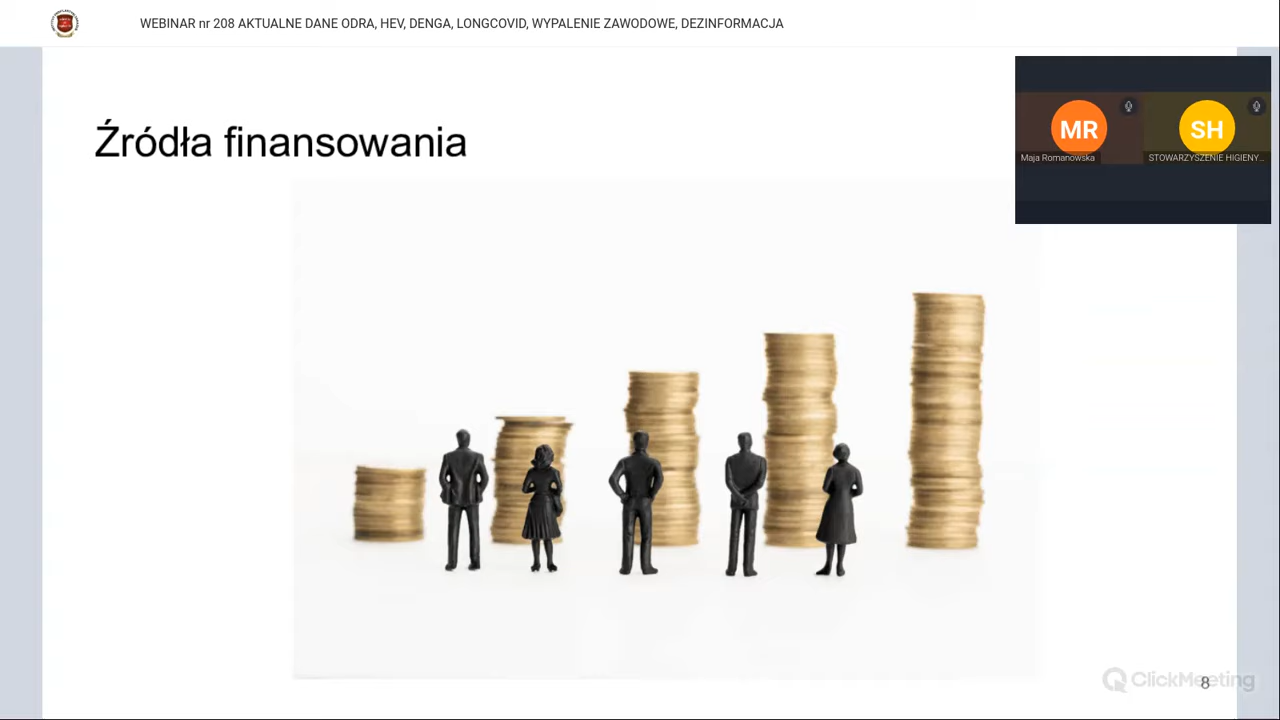 WEBINAR nr 208 AKTUALNE DANE ODRA, HEV, DENGA, LONGCOVID, WYPALENIE ZAWODOWE, DEZINFORMACJA
Źródła finansowania
MR
SH
Maja Romanowska
STOWARZYSZENIE HIGIENY...
ClickMeeting
8